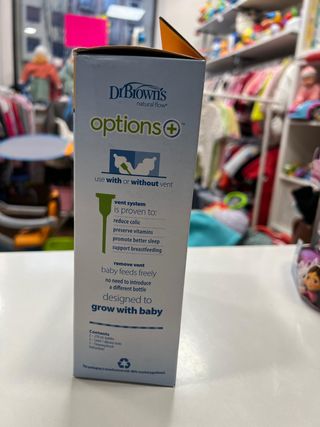 Dr Brown's
natural flow®
options+™
use with or without vent
vent system
is proven to:
reduce colic
preserve vitamins
promote better sleep
support breastfeeding
remove vent
baby feeds freely
no need to introduce
a different bottle
designed to
grow with baby
Contents